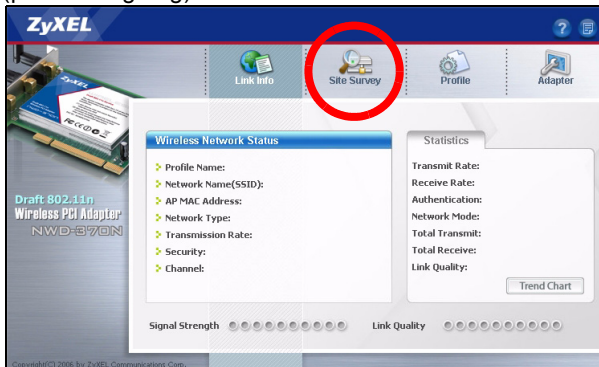 ZyXEL
Link Info
Site Survey
Profile
Adapter
ZyXEL
Wireless Network Status
Profile Name:
Network Name(SSID):
AP MAC Address:
Network Type:
Transmission Rate:
Security:
Channel:
Statistics
Transmit Rate:
Receive Rate:
Authentication:
Network Mode:
Total Transmit:
Total Receive:
Link Quality:
Trend Chart
Draft 802.11n
Wireless PCI Adapter
NWD-370N
Signal Strength
Link Quality
Copyright(C) 2006 by ZyXEL Communications Corp.